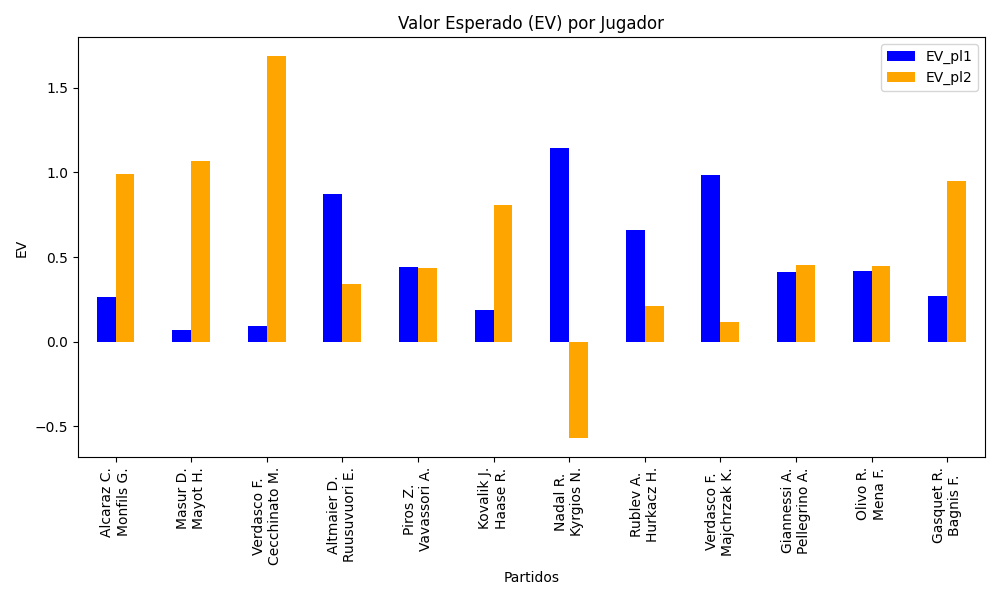 Valor Esperado (EV) por Jugador
EV_pl1
EV_pl2
EV
1.5
1.0
0.5
0.0
−0.5
Alcaraz C.
Monfils G.
Masur D.
Mayot H.
Verdasco F.
Cecchinato M.
Altmaier D.
Ruusuvuori E.
Piros Z.
Vavassori A.
Kovalik J.
Haase R.
Nadal R.
Kyrgios N.
Rublev A.
Hurkacz H.
Verdasco F.
Majchrzak K.
Giannessi A.
Pellegrino A.
Olivo R.
Mena F.
Gasquet R.
Bagnis F.
Partidos